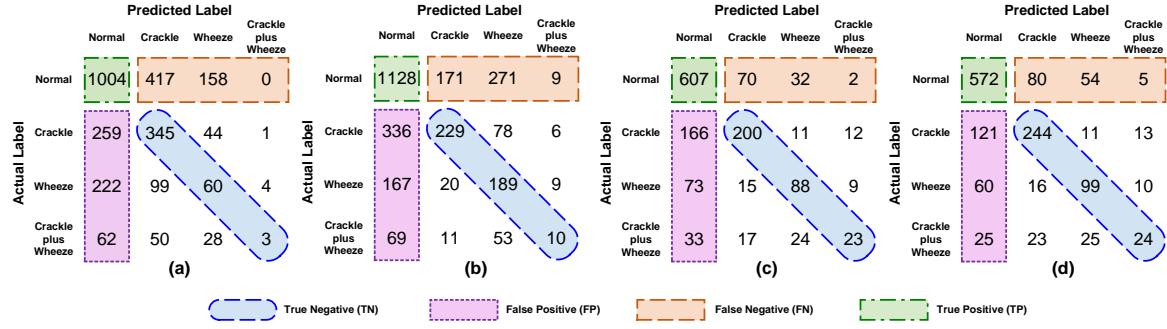 Predicted Label
Normal Crackle Wheeze Crackle plus Wheeze
Actual Label
Normal 1004 417 158 0
Crackle 259 345 44 1
Wheeze 222 99 60 4
Crackle plus Wheeze 62 50 28 3
(a)
Predicted Label
Normal Crackle Wheeze Crackle plus Wheeze
Actual Label
Normal 1128 171 271 9
Crackle 336 229 78 6
Wheeze 167 20 189 9
Crackle plus Wheeze 69 11 53 10
(b)
Predicted Label
Normal Crackle Wheeze Crackle plus Wheeze
Actual Label
Normal 607 70 32 2
Crackle 166 200 11 12
Wheeze 73 15 88 9
Crackle plus Wheeze 33 17 24 23
(c)
Predicted Label
Normal Crackle Wheeze Crackle plus Wheeze
Actual Label
Normal 572 80 54 5
Crackle 121 244 11 13
Wheeze 60 16 99 10
Crackle plus Wheeze 25 23 25 24
(d)
True Negative (TN) False Positive (FP) False Negative (FN) True Positive (TP)